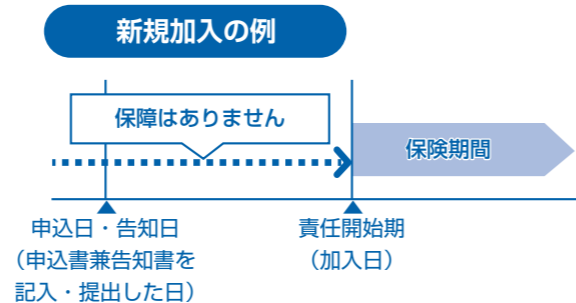 新規加入の例
保障はありません
保険期間
申込日・告知日
（申込書兼告知書を
記入・提出した日）
責任開始期
（加入日）